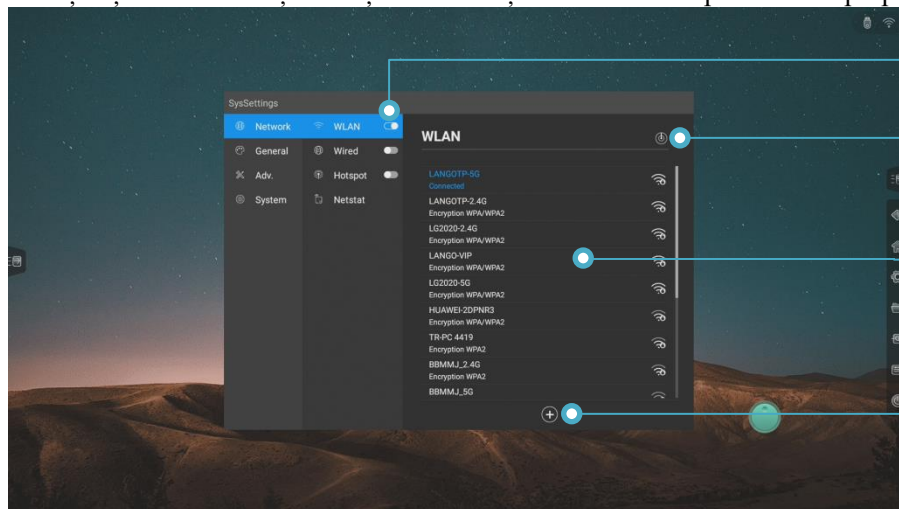 SysSettings
Network
WLAN
General
Wired
Adv.
Hotspot
System
Netstat
WLAN
LANGOTP-5G
Connected
LANGOTP-2.4G
Encryption WPA/WPA2
LG2020-2.4G
Encryption WPA/WPA2
LANGO-VIP
Encryption WPA/WPA2
LG2020-5G
Encryption WPA/WPA2
HUAWEI-2DPNR3
Encryption WPA/WPA2
TR-PC 4419
Encryption WPA2
BBMMJ_2.4G
Encryption WPA2
BBMMJ_5G